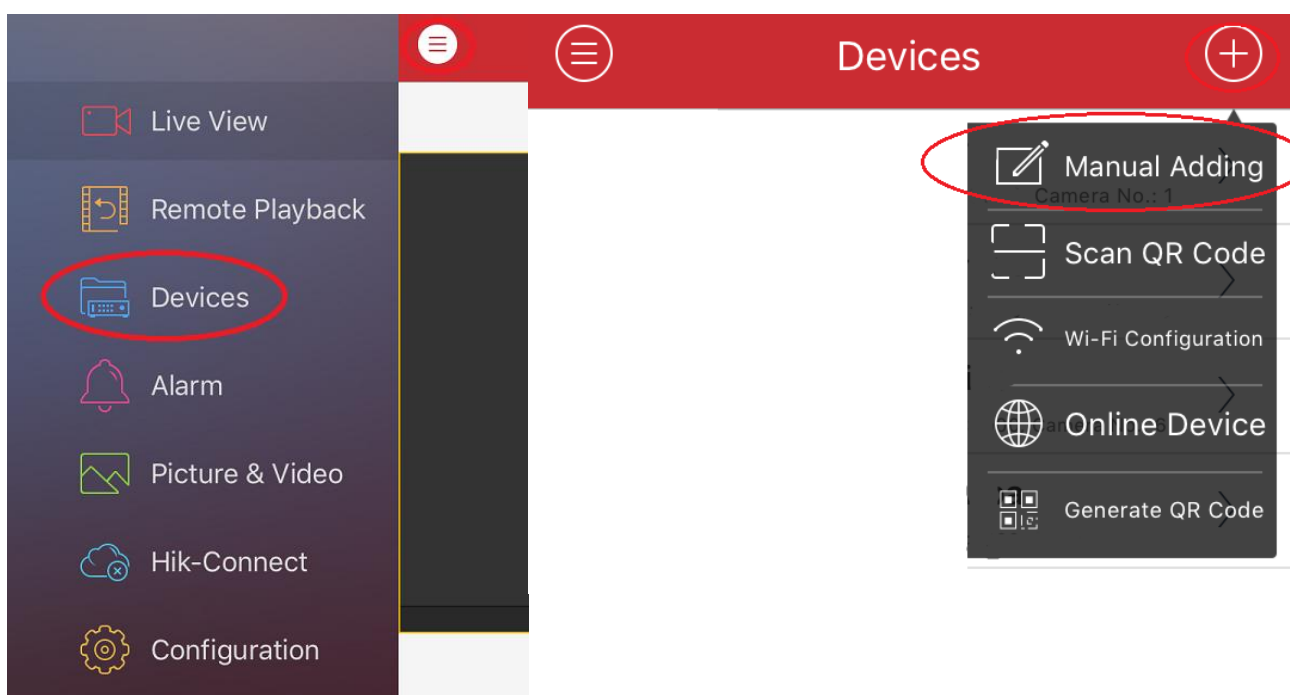 Live View
Remote Playback
Devices
Alarm
Picture & Video
Hik-Connect
Configuration
Devices
Manual Adding
Camera No.: 1
Scan QR Code
Wi-Fi Configuration
Online Device
Generate QR Code